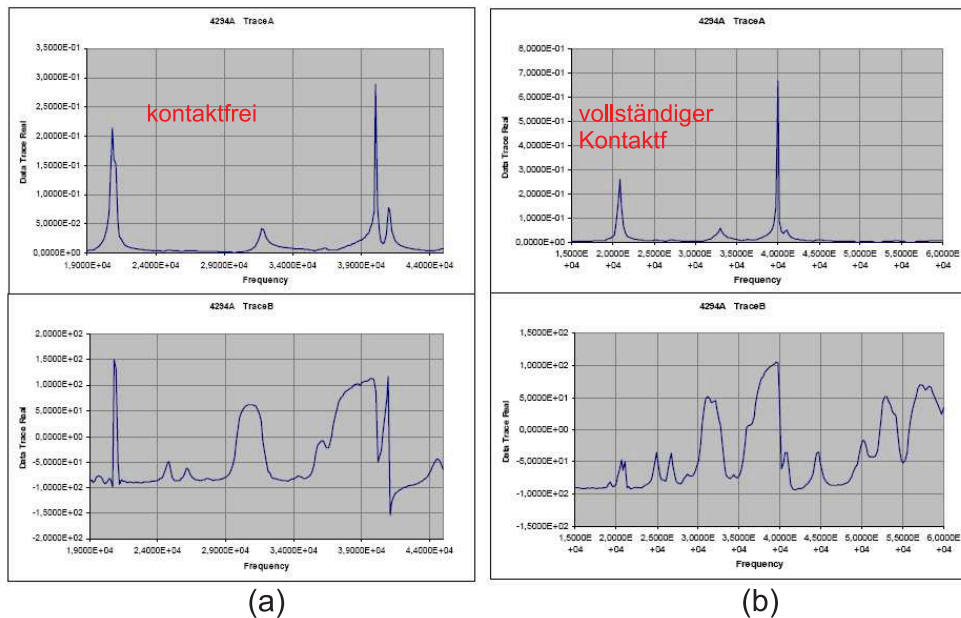 4294A TraceA
3,5000E-01
3,0000E-01
2,5000E-01
2,0000E-01
1,5000E-01
1,0000E-01
5,0000E-02
0,0000E+00
Data Trace Real
kontaktfrei
1,9000E+04 2,4000E+04 2,9000E+04 3,4000E+04 3,9000E+04 4,4000E+04
Frequency
4294A TraceB
2,0000E+02
1,5000E+02
1,0000E+02
5,0000E+01
0,0000E+00
-5,0000E+01
-1,0000E+02
-1,5000E+02
-2,0000E+02
Data Trace Real
1,9000E+04 2,4000E+04 2,9000E+04 3,4000E+04 3,9000E+04 4,4000E+04
Frequency
(a)
4294A TraceA
8,0000E-01
7,0000E-01
6,0000E-01
5,0000E-01
4,0000E-01
3,0000E-01
2,0000E-01
1,0000E-01
0,0000E+00
Data Trace Real
vollständiger
Kontaktf
1,5000E 2,0000E 2,5000E 3,0000E 3,5000E 4,0000E 4,5000E 5,0000E 5,5000E 6,0000E
+04 +04 +04 +04 +04 +04 +04 +04 +04 +04
Frequency
4294A TraceB
1,5000E+02
1,0000E+02
5,0000E+01
0,0000E+00
-5,0000E+01
-1,0000E+02
-1,5000E+02
Data Trace Real
1,5000E 2,0000E 2,5000E 3,0000E 3,5000E 4,0000E 4,5000E 5,0000E 5,5000E 6,0000E
+04 +04 +04 +04 +04 +04 +04 +04 +04 +04
Frequency
(b)